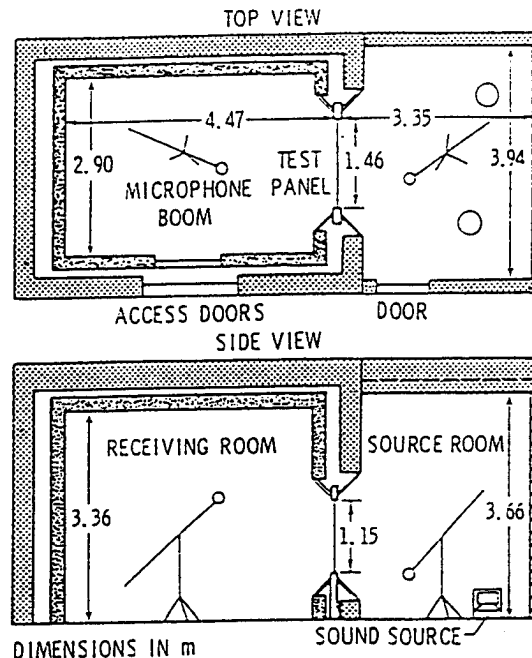 TOP VIEW
4.47
3.35
2.90
1.46
3.94
MICROPHONE
BOOM
TEST
PANEL
ACCESS DOORS
DOOR
SIDE VIEW
RECEIVING ROOM
SOURCE ROOM
3.36
1.15
3.66
DIMENSIONS IN m
SOUND SOURCE